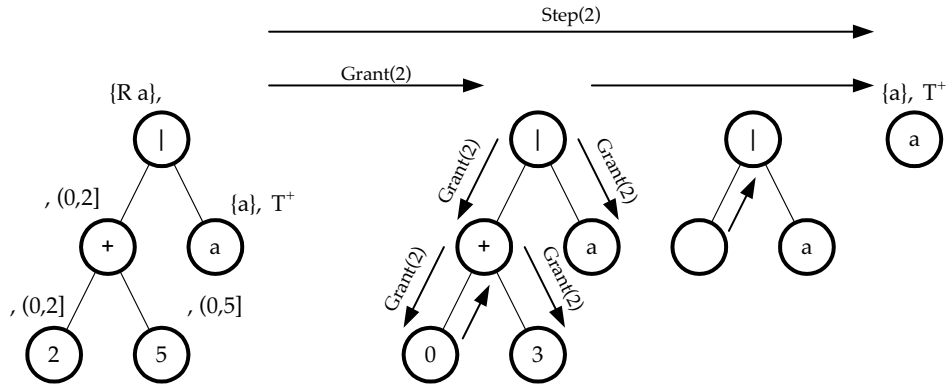 Step(2)
Grant(2)
{R a},
{a}, T+
| | | a
Grant(2) Grant(2)
, (0,2]
{a}, T+
+ a + a a
Grant(2) Grant(2)
, (0,2] , (0,5]
2 5 0 3